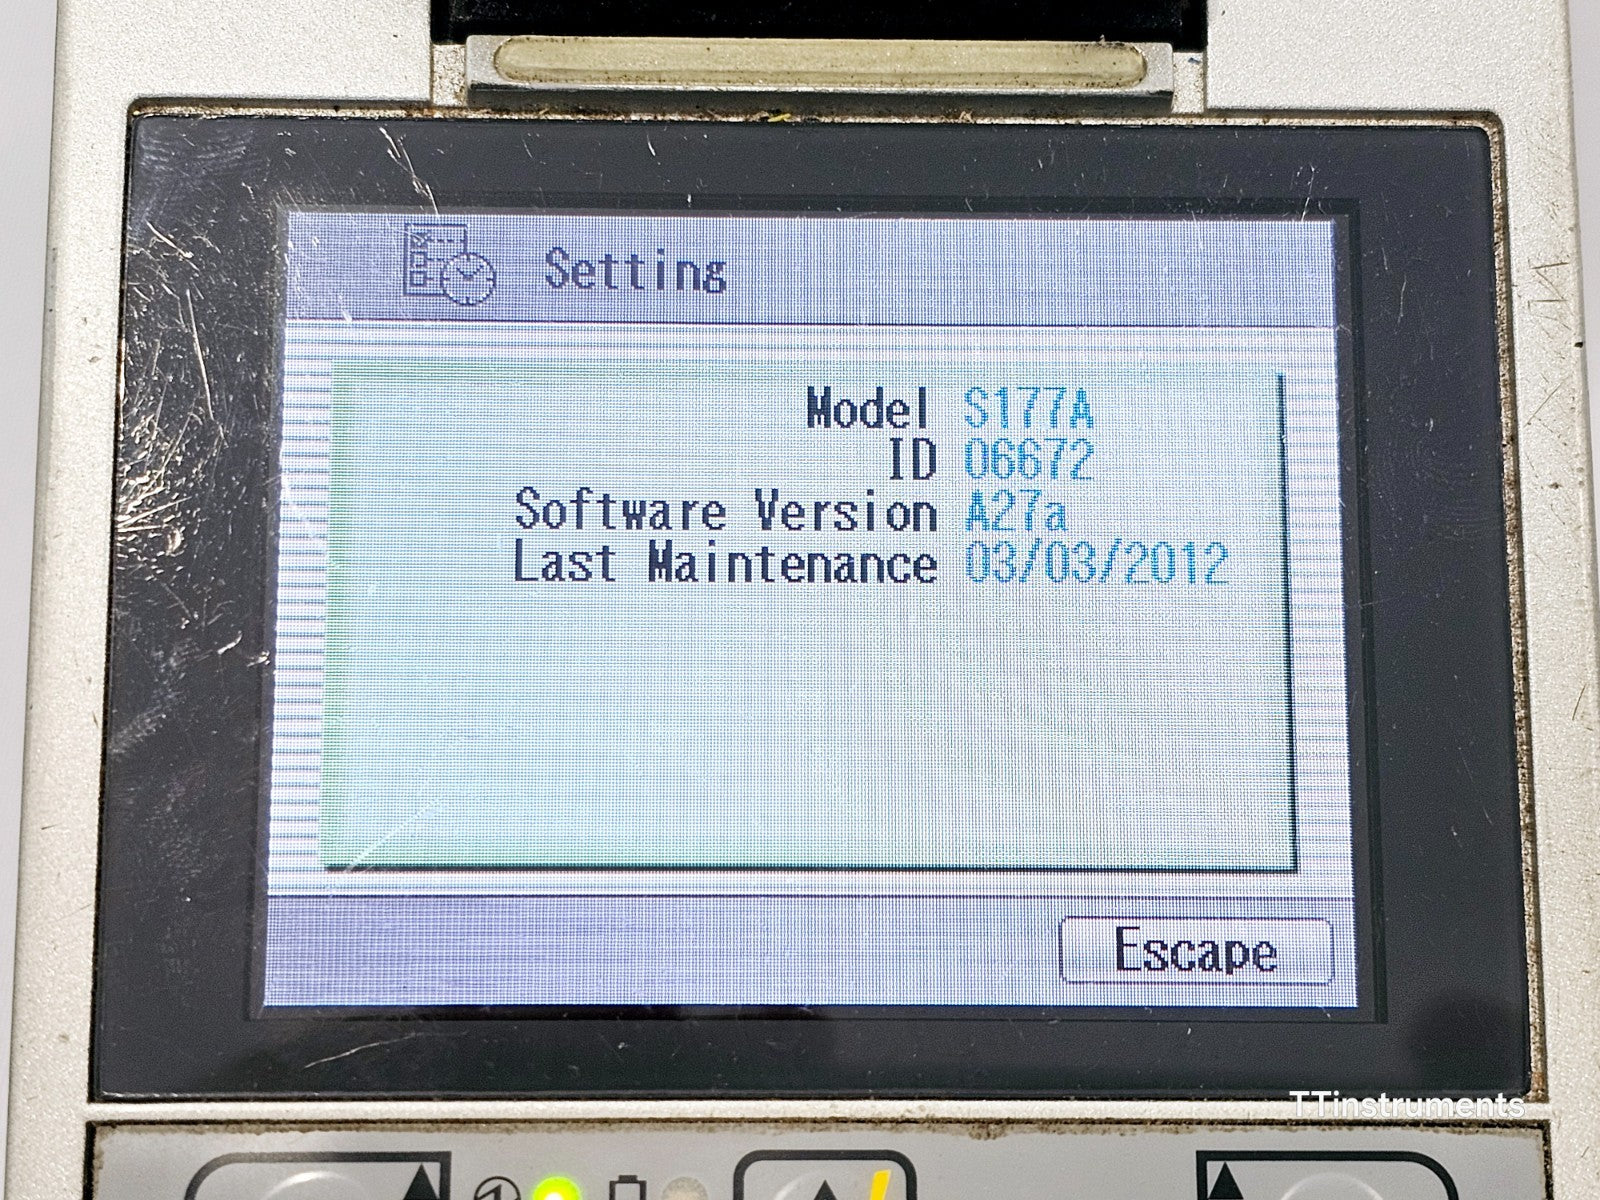 Setting
Model S177A
ID 06672
Software Version A27a
Last Maintenance 03/03/2012
Escape
TTinstruments